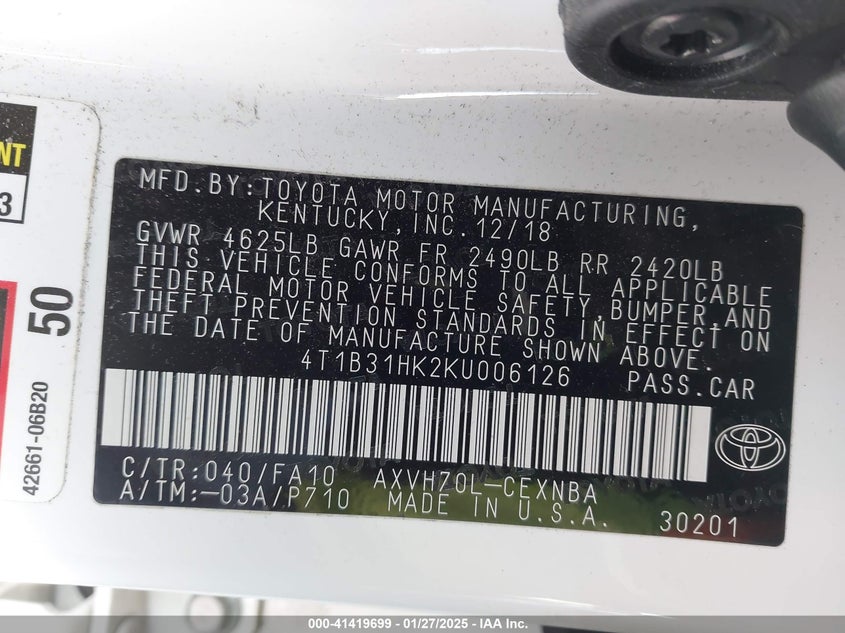 NT
3
50
42661-06B20
MFD.BY:TOYOTA MOTOR MANUFACTURING,
KENTUCKY,INC.12/18
GVWR 4625LB GAWR FR 2490LB RR 2420LB
THIS VEHICLE CONFORMS TO ALL APPLICABLE
FEDERAL MOTOR VEHICLE SAFETY,BUMPER,AND
THEFT PREVENTION STANDARDS IN EFFECT ON
THE DATE OF MANUFACTURE SHOWN ABOVE.
4T1B31HK2KU006126 PASS.CAR
C/TR:040/FA10 AXVH70L-CEXNBA
A/TM:-03A/P710 MADE IN U.S.A. 30201
000-41419699 - 01/27/2025 - IAA Inc.